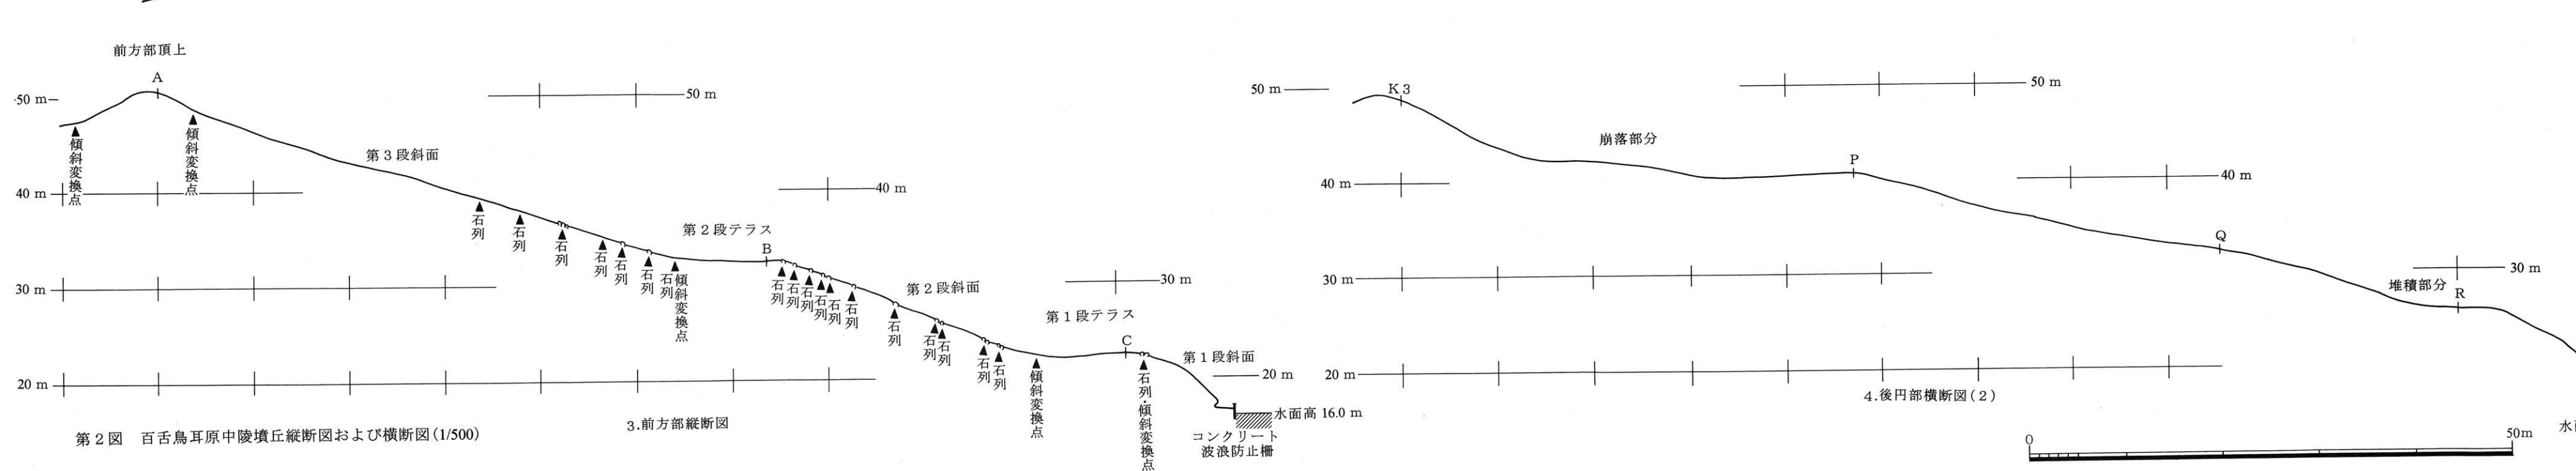 前方部頂上
A
50 m
50 m
傾斜変換点
傾斜変換点
第3段斜面
40 m
40 m
石列
石列
石列
石列
石列
石列
石列
傾斜変換点
第2段テラス
B
30 m
30 m
石列
石列
石列
石列
石列
石列
石列
石列
石列
石列
石列
第2段斜面
第1段テラス
C
傾斜変換点
石列・傾斜変換点
第1段斜面
20 m
20 m
水面高 16.0 m
コンクリート
波浪防止柵
3.前方部縦断図
第2図 百舌鳥耳原中陵墳丘縦断図および横断図(1/500)
50 m
K3
50 m
崩落部分
P
40 m
40 m
Q
30 m
30 m
堆積部分
R
20 m
4.後円部横断図(2)
0
50m